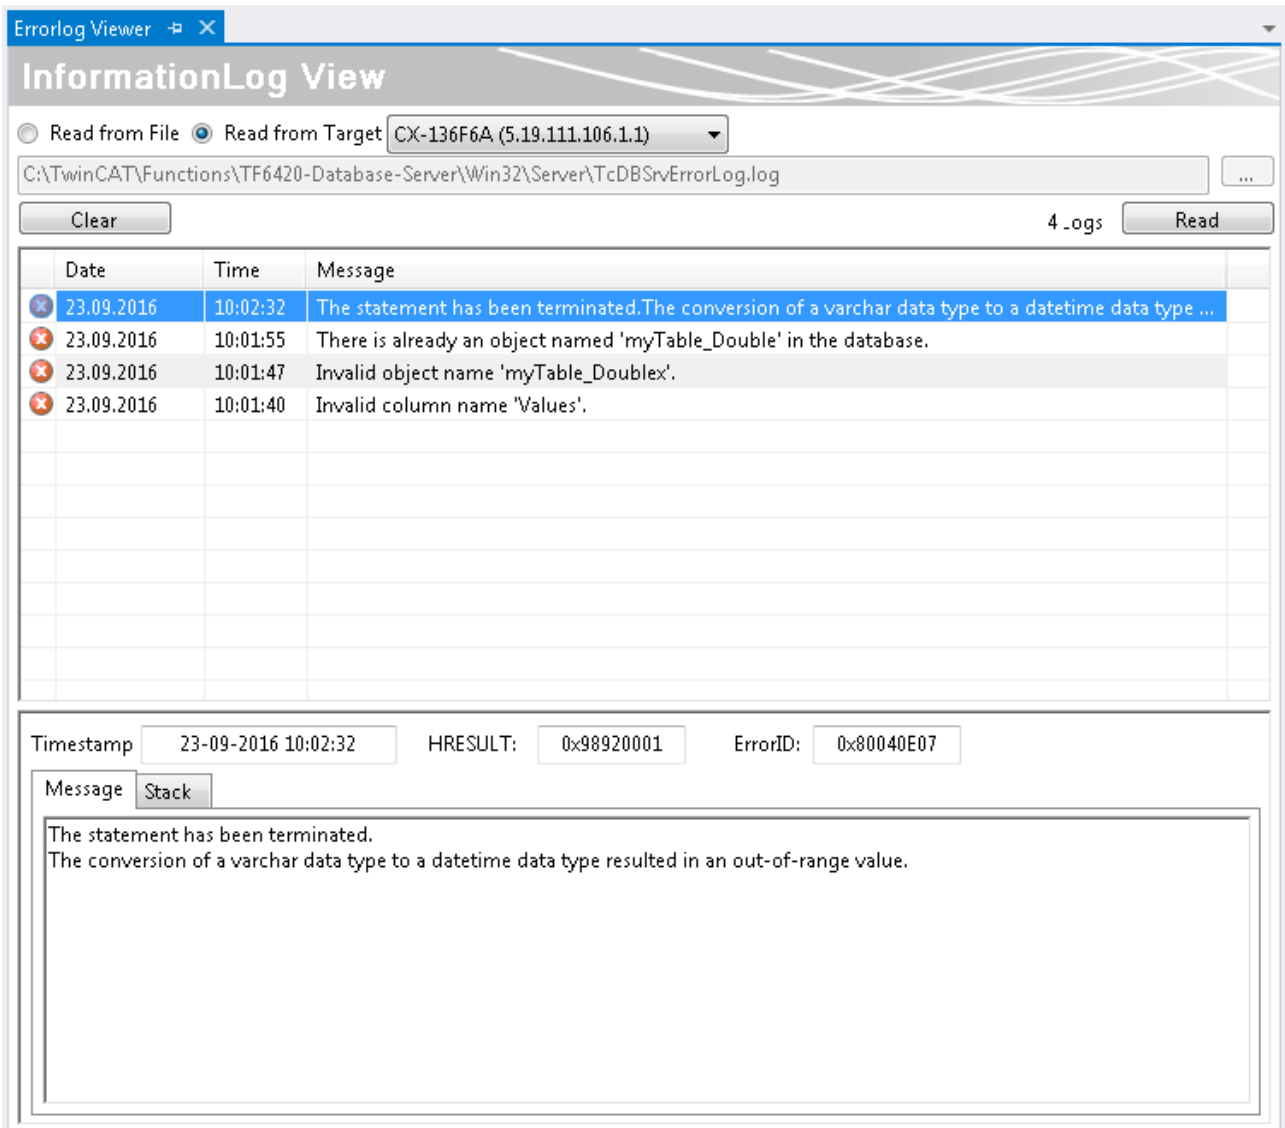 Errorlog Viewer
InformationLog View
Read from File Read from Target CX-136F6A (5.19.111.106.1.1)
C:\TwinCAT\Functions\TF6420-Database-Server\Win32\Server\TcDBSrvErrorLog.log ...
Clear 4 Logs Read
Date Time Message
23.09.2016 10:02:32 The statement has been terminated.The conversion of a varchar data type to a datetime data type ...
23.09.2016 10:01:55 There is already an object named 'myTable_Double' in the database.
23.09.2016 10:01:47 Invalid object name 'myTable_Doublex'.
23.09.2016 10:01:40 Invalid column name 'Values'.
Timestamp 23-09-2016 10:02:32 HRESULT: 0x98920001 ErrorID: 0x80040E07
Message Stack
The statement has been terminated.
The conversion of a varchar data type to a datetime data type resulted in an out-of-range value.